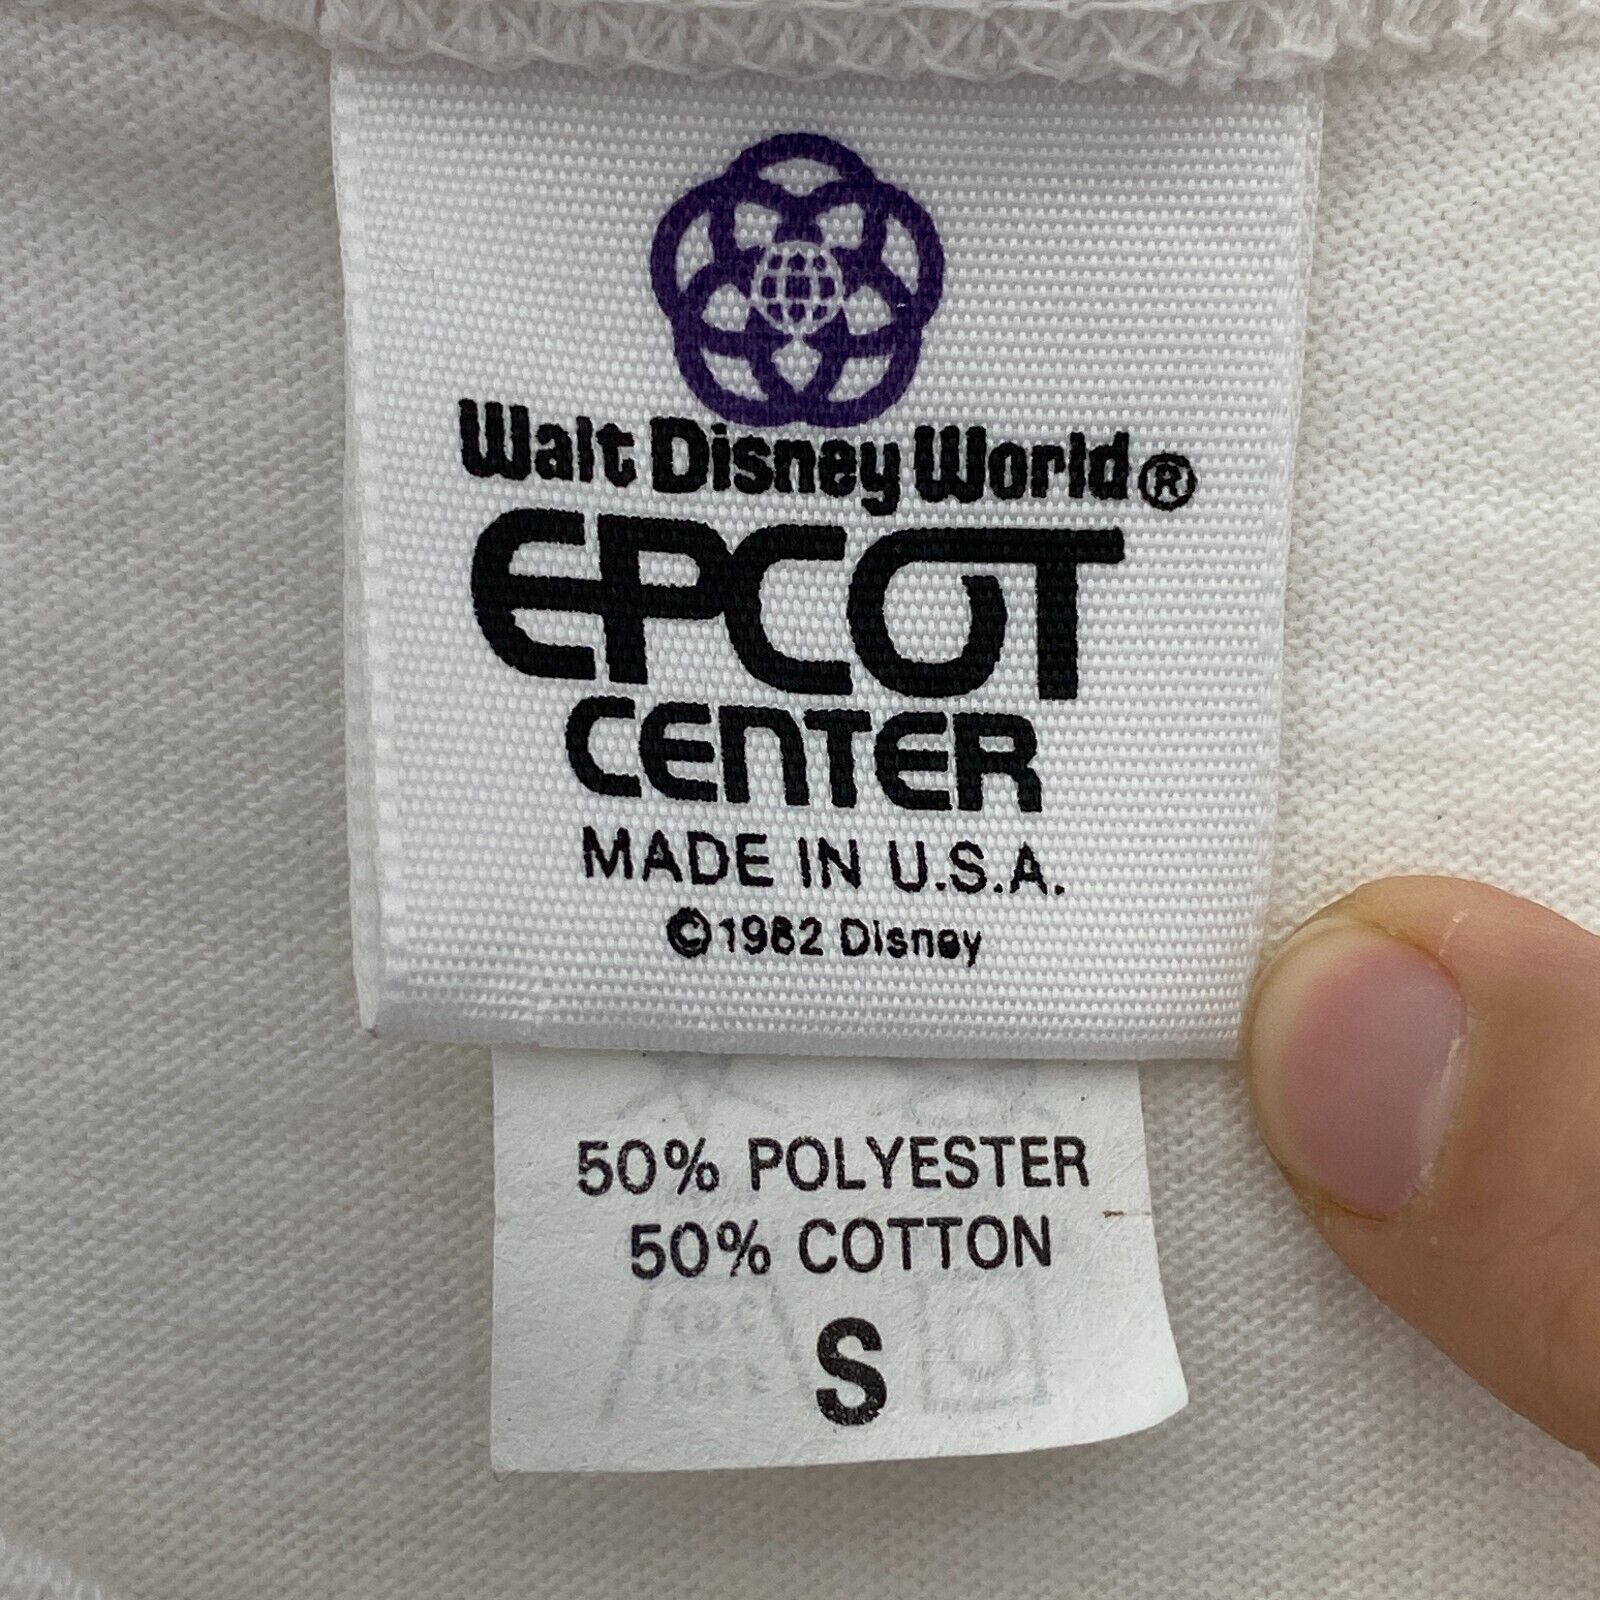 Walt Disney World®
EPCOT
CENTER
MADE IN U.S.A.
©1982 Disney
50% POLYESTER
50% COTTON
S